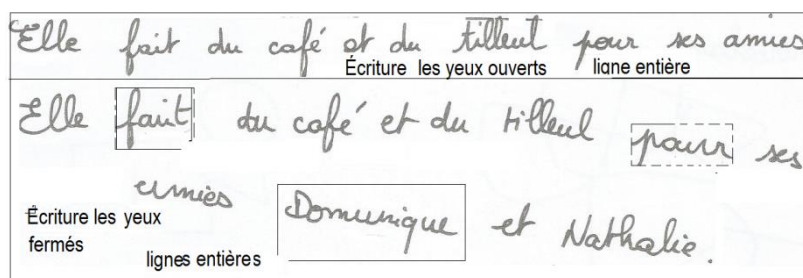 Elle fait du café et du tilleul pour ses amies
Écriture les yeux ouverts ligne entière
Elle fait du café et du tilleul pour ses
amies Domunique et Nathalie.
Écriture les yeux
fermés
lignes entières